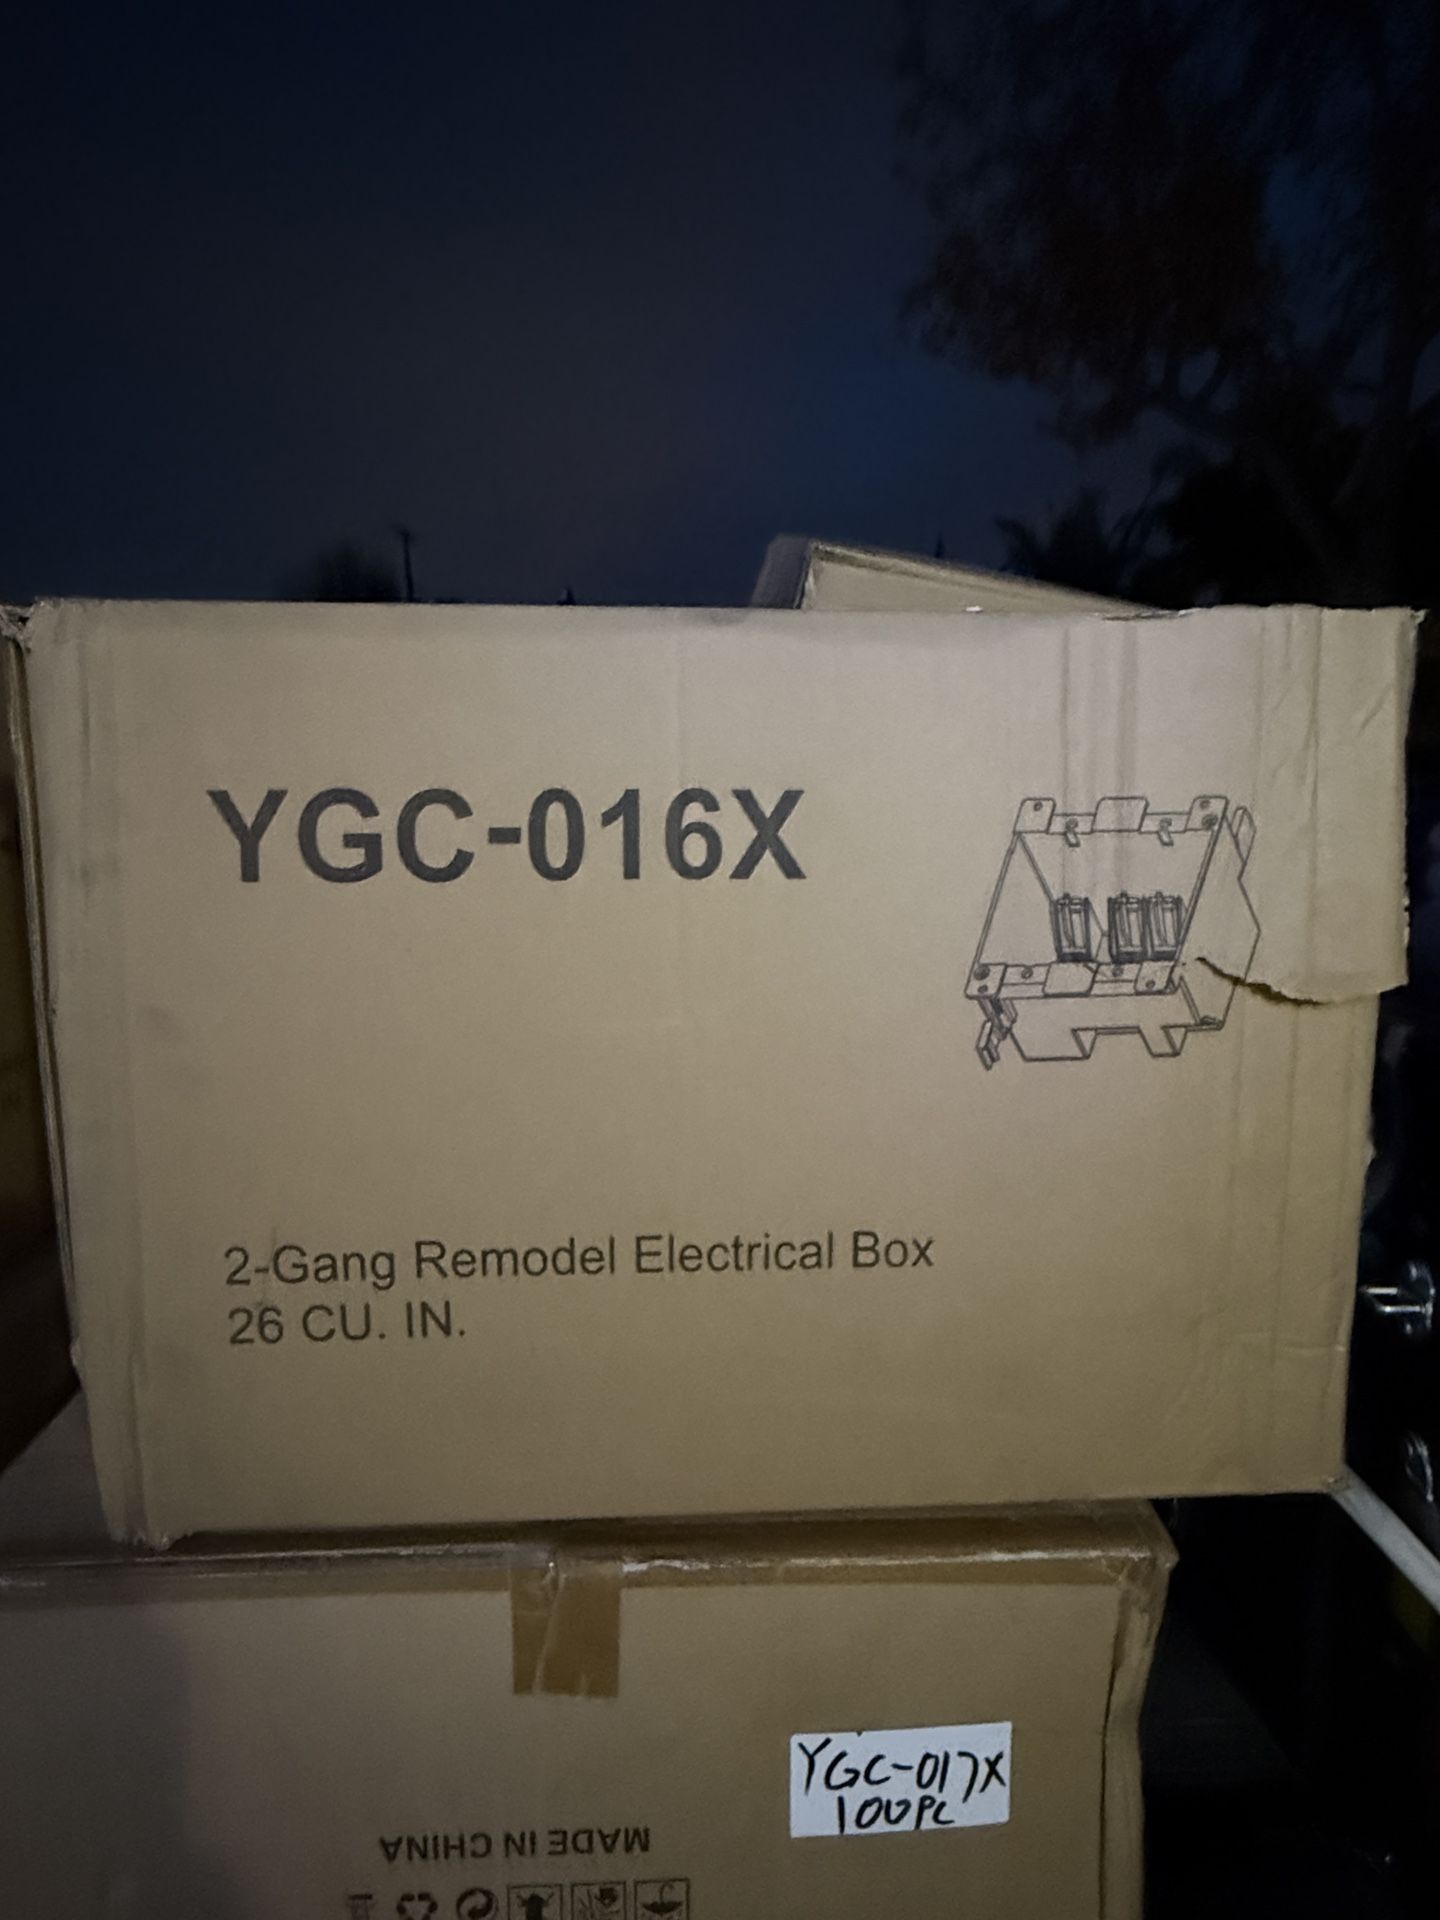 YGC-016X
2-Gang Remodel Electrical Box
26 CU. IN.
YGC-017X
100PC
MADE IN CHINA